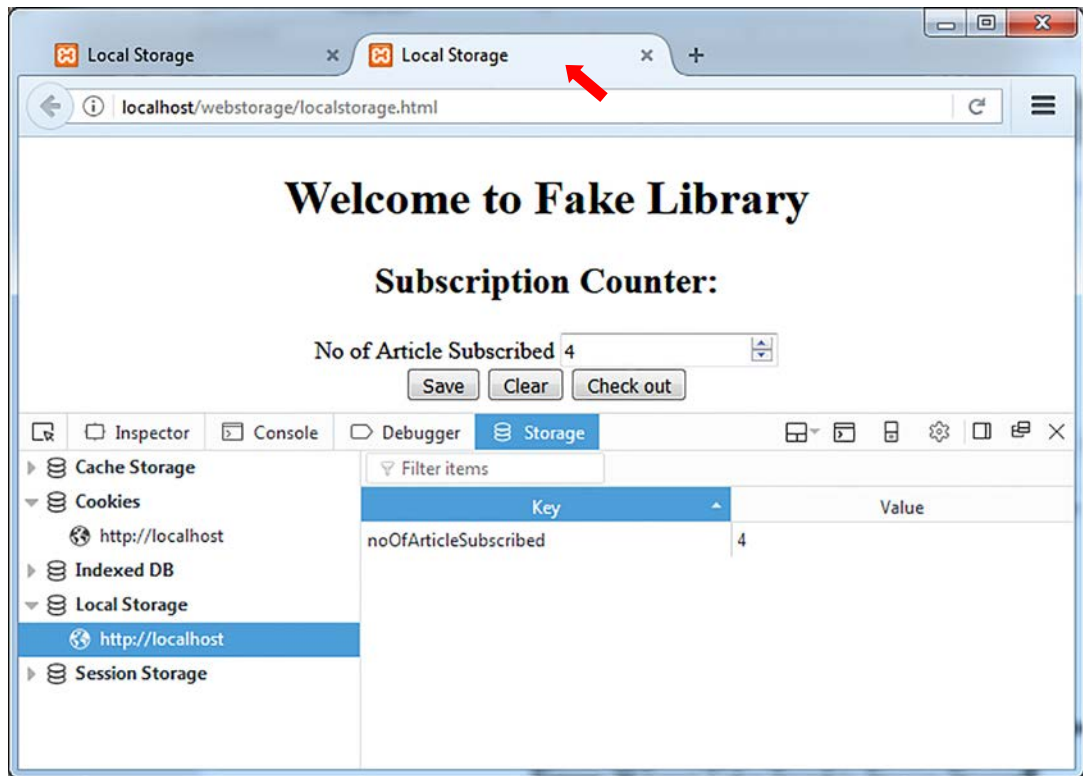 Local Storage Local Storage
localhost/webstorage/localstorage.html
Welcome to Fake Library
Subscription Counter:
No of Article Subscribed 4
Save Clear Check out
Inspector Console Debugger Storage
Cache Storage Filter items
Cookies Key Value
http://localhost noOfArticleSubscribed 4
Indexed DB
Local Storage
http://localhost
Session Storage